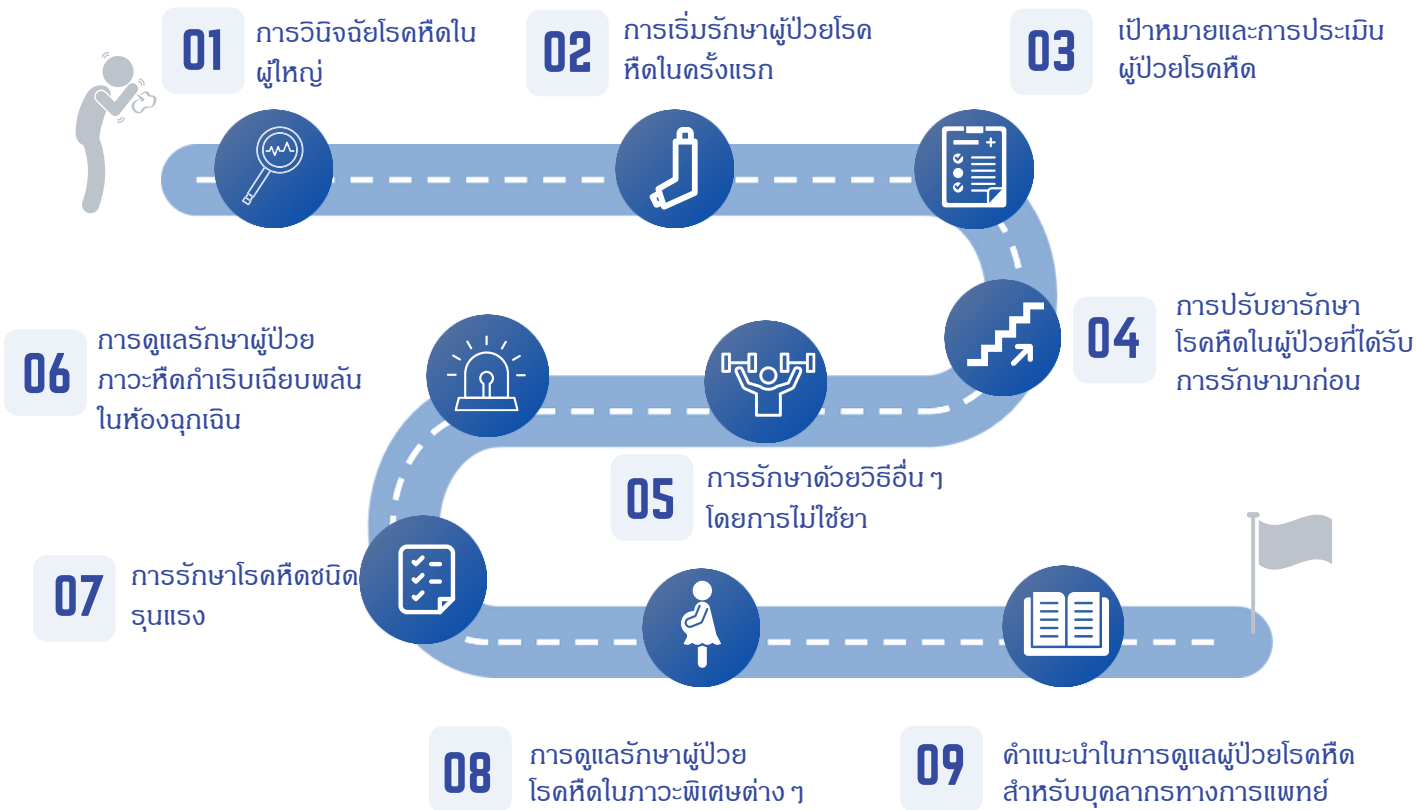 01
การวินิจฉัยโรคหืดใน
ผู้ใหญ่
02
การเริ่มรักษาผู้ป่วยโรค
หืดในครั้งแรก
03
เป้าหมายและการประเมิน
ผู้ป่วยโรคหืด
04
การปรับยารักษา
โรคหืดในผู้ป่วยที่ได้รับ
การรักษามาก่อน
05
การรักษาด้วยวิธีอื่น ๆ
โดยการไม่ใช้ยา
06
การดูแลรักษาผู้ป่วย
ภาวะหืดกำเริบเฉียบพลัน
ในห้องฉุกเฉิน
07
การรักษาโรคหืดชนิด
รุนแรง
08
การดูแลรักษาผู้ป่วย
โรคหืดในภาวะพิเศษต่าง ๆ
09
คำแนะนำในการดูแลผู้ป่วยโรคหืด
สำหรับบุคลากรทางการแพทย์